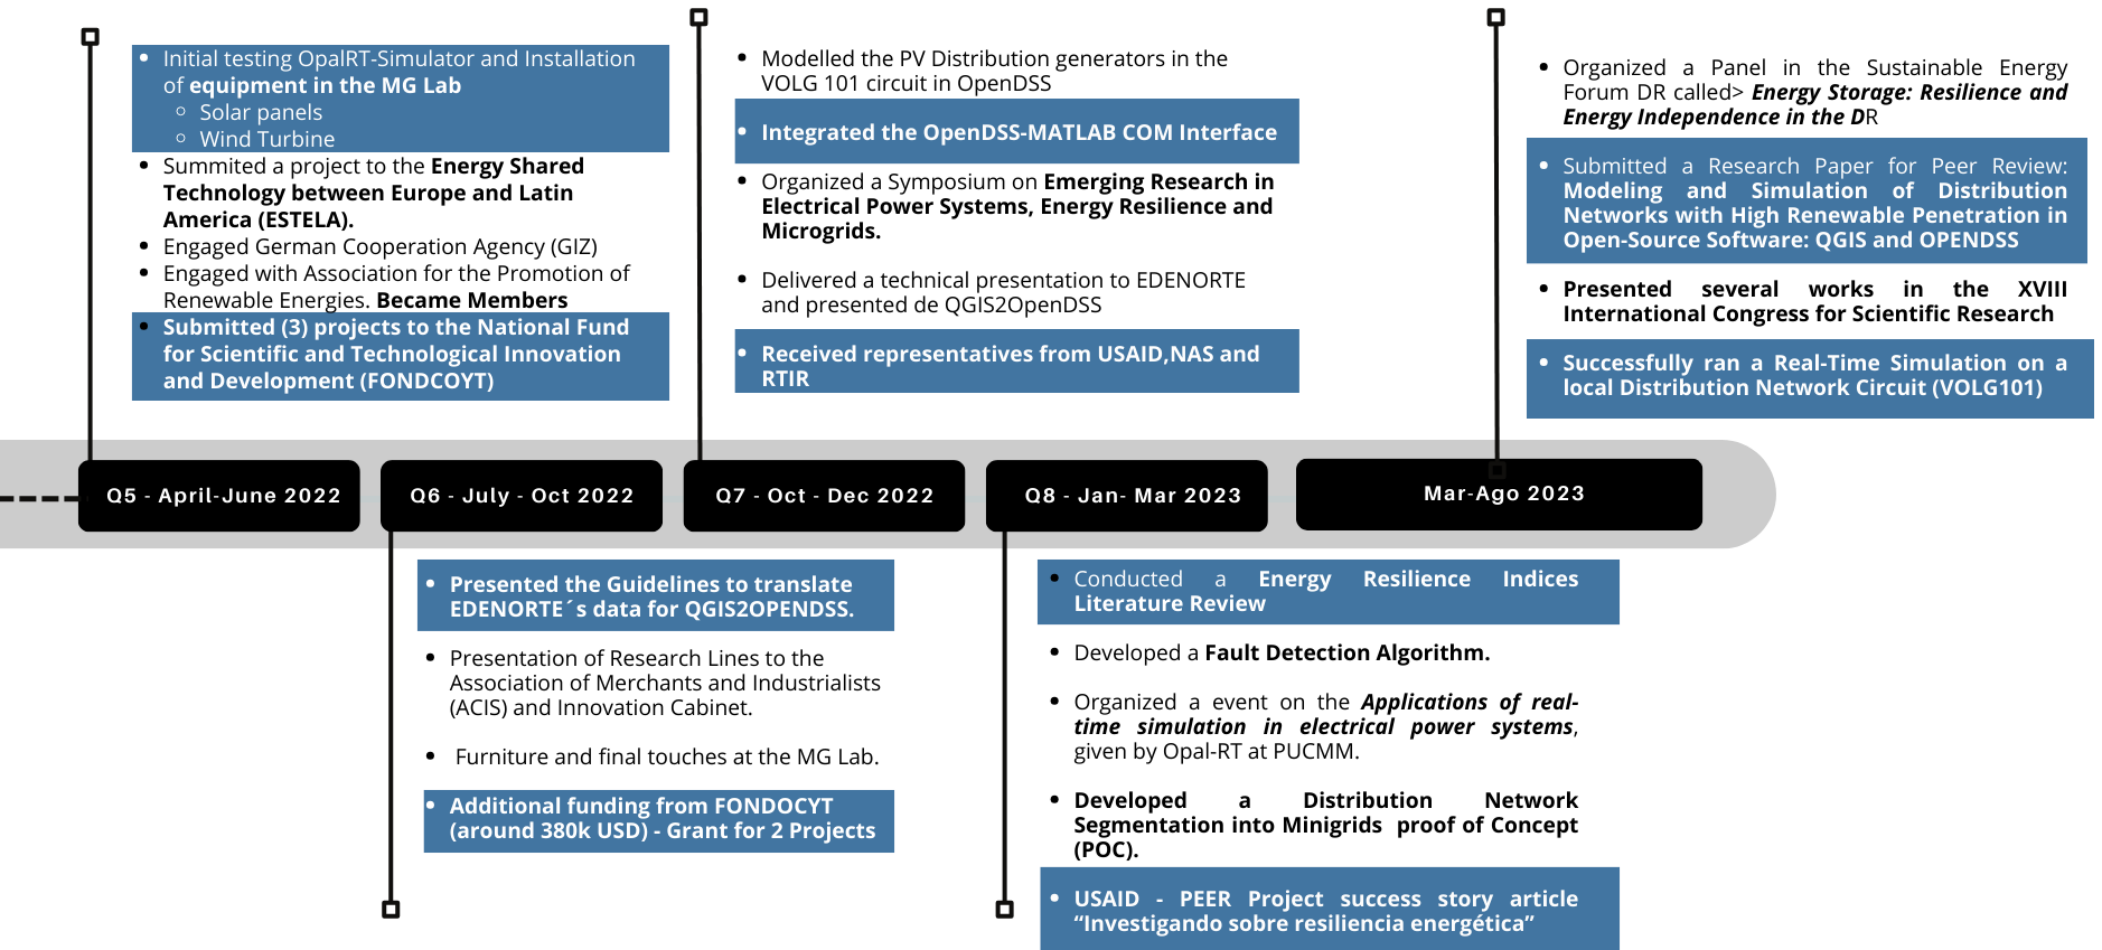 Initial testing OpalRT-Simulator and Installation
of equipment in the MG Lab
Solar panels
Wind Turbine
Summited a project to the Energy Shared
Technology between Europe and Latin
America (ESTELA).
Engaged German Cooperation Agency (GIZ)
Engaged with Association for the Promotion of
Renewable Energies. Became Members
Submitted (3) projects to the National Fund
for Scientific and Technological Innovation
and Development (FONDCOYT)
Modelled the PV Distribution generators in the
VOLG 101 circuit in OpenDSS
Integrated the OpenDSS-MATLAB COM Interface
Organized a Symposium on Emerging Research in
Electrical Power Systems, Energy Resilience and
Microgrids.
Delivered a technical presentation to EDENORTE
and presented de QGIS2OpenDSS
Received representatives from USAID,NAS and
RTIR
Organized a Panel in the Sustainable Energy
Forum DR called> Energy Storage: Resilience and
Energy Independence in the DR
Submitted a Research Paper for Peer Review:
Modeling and Simulation of Distribution
Networks with High Renewable Penetration in
Open-Source Software: QGIS and OPENDSS
Presented several works in the XVIII
International Congress for Scientific Research
Successfully ran a Real-Time Simulation on a
local Distribution Network Circuit (VOLG101)
Q5 - April-June 2022
Q6 - July - Oct 2022
Q7 - Oct - Dec 2022
Q8 - Jan- Mar 2023
Mar-Ago 2023
Presented the Guidelines to translate
EDENORTE´s data for QGIS2OPENDSS.
Presentation of Research Lines to the
Association of Merchants and Industrialists
(ACIS) and Innovation Cabinet.
Furniture and final touches at the MG Lab.
Additional funding from FONDOCYT
(around 380k USD) - Grant for 2 Projects
Conducted a Energy Resilience Indices
Literature Review
Developed a Fault Detection Algorithm.
Organized a event on the Applications of real-
time simulation in electrical power systems,
given by Opal-RT at PUCMM.
Developed a Distribution Network
Segmentation into Minigrids proof of Concept
(POC).
USAID - PEER Project success story article
“Investigando sobre resiliencia energética”